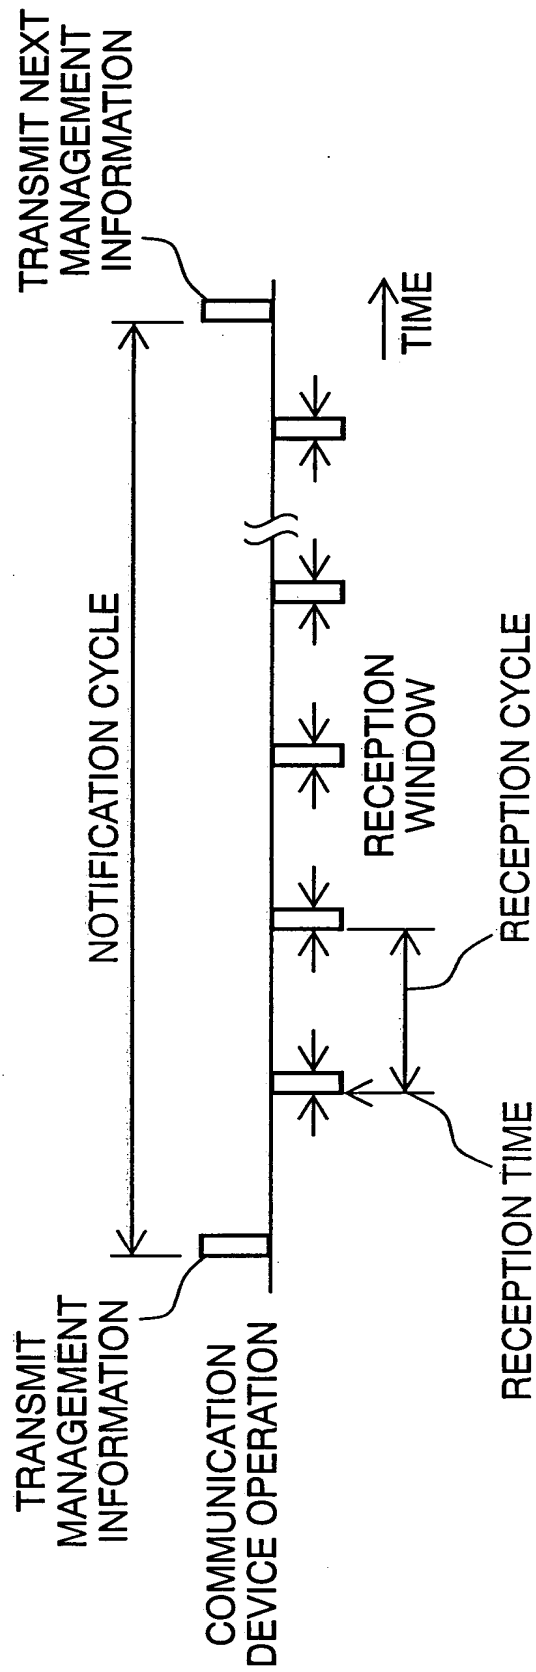 TRANSMIT
MANAGEMENT
INFORMATION
NOTIFICATION CYCLE
TRANSMIT NEXT
MANAGEMENT
INFORMATION
COMMUNICATION
DEVICE OPERATION
RECEPTION
WINDOW
TIME
RECEPTION TIME
RECEPTION CYCLE